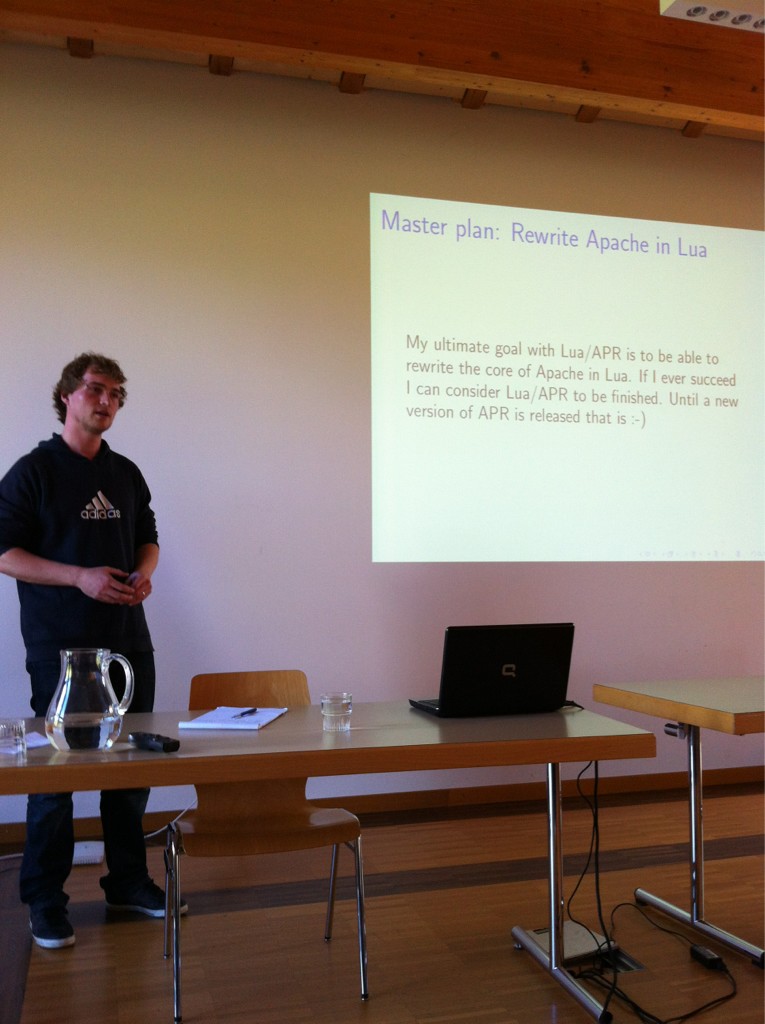 Master plan: Rewrite Apache in Lua
My ultimate goal with Lua/APR is to be able to
rewrite the core of Apache in Lua. If I ever succeed
I can consider Lua/APR to be finished. Until a new
version of APR is released that is :-)
adidas